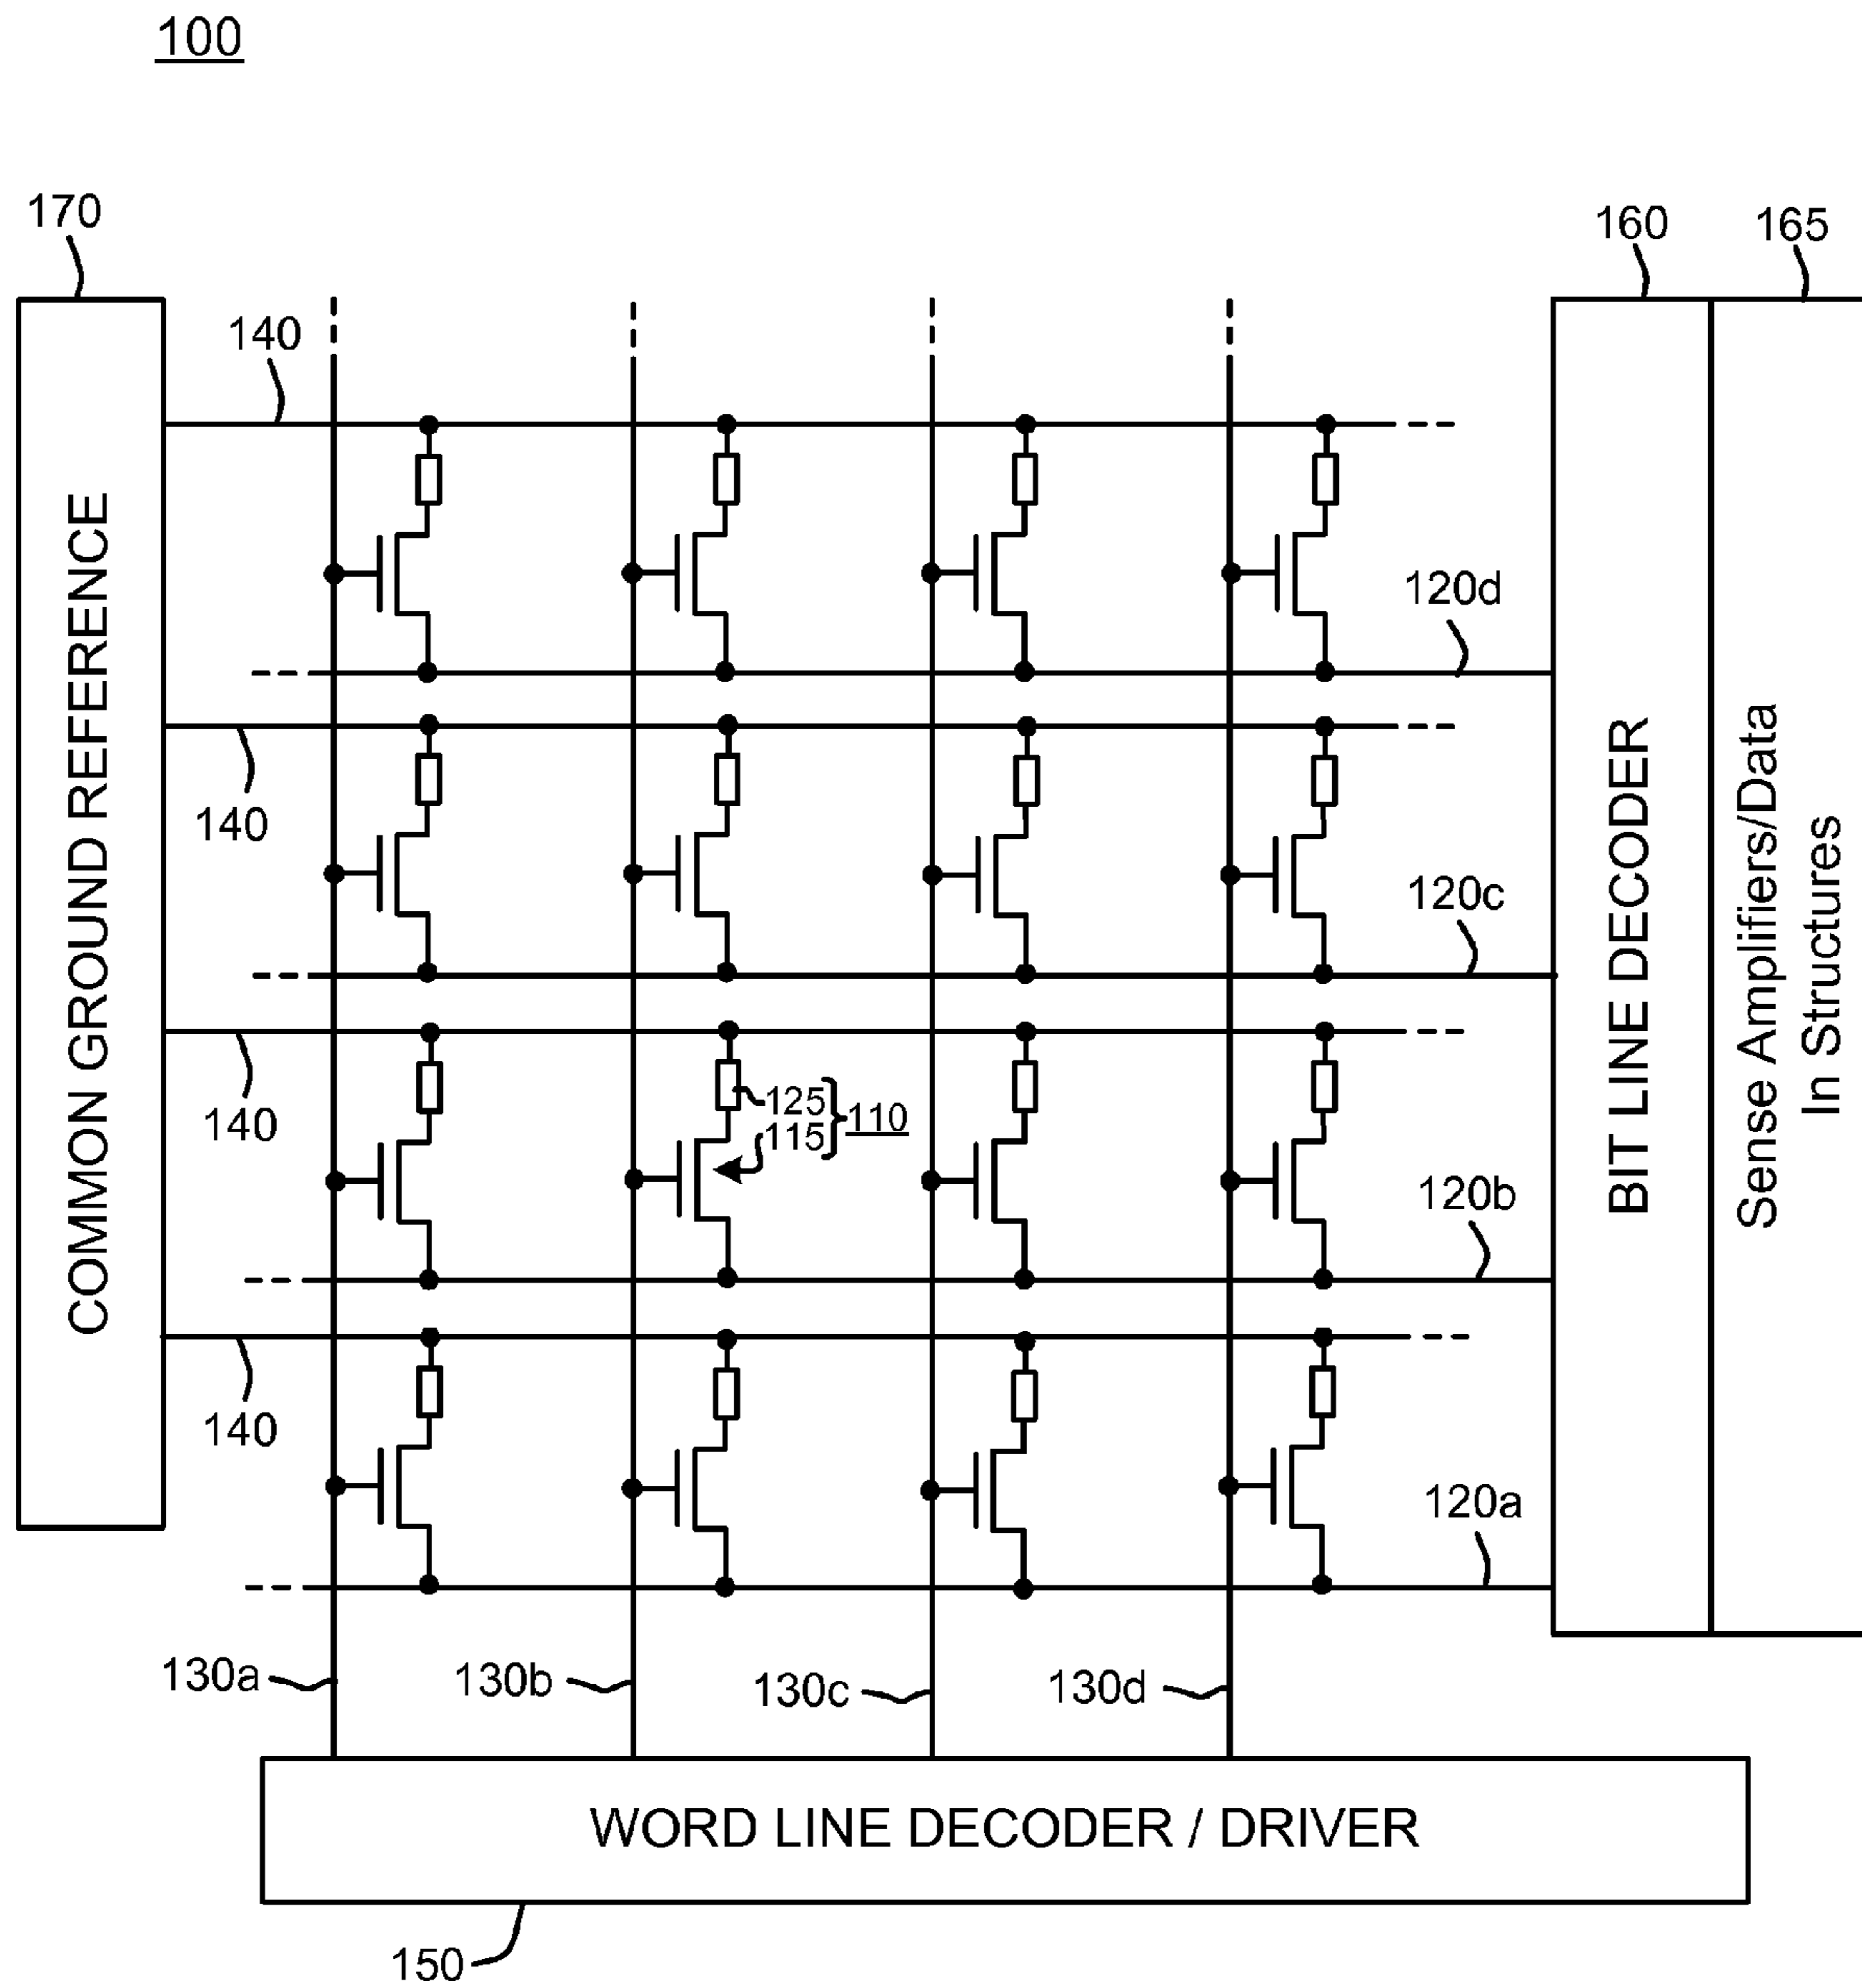 100
170
160
165
140
120d
140
120c
COMMON GROUND REFERENCE
BIT LINE DECODER
Sense Amplifiers/Data
In Structures
125
110
115
140
120b
140
120a
130a
130b
130c
130d
WORD LINE DECODER / DRIVER
150